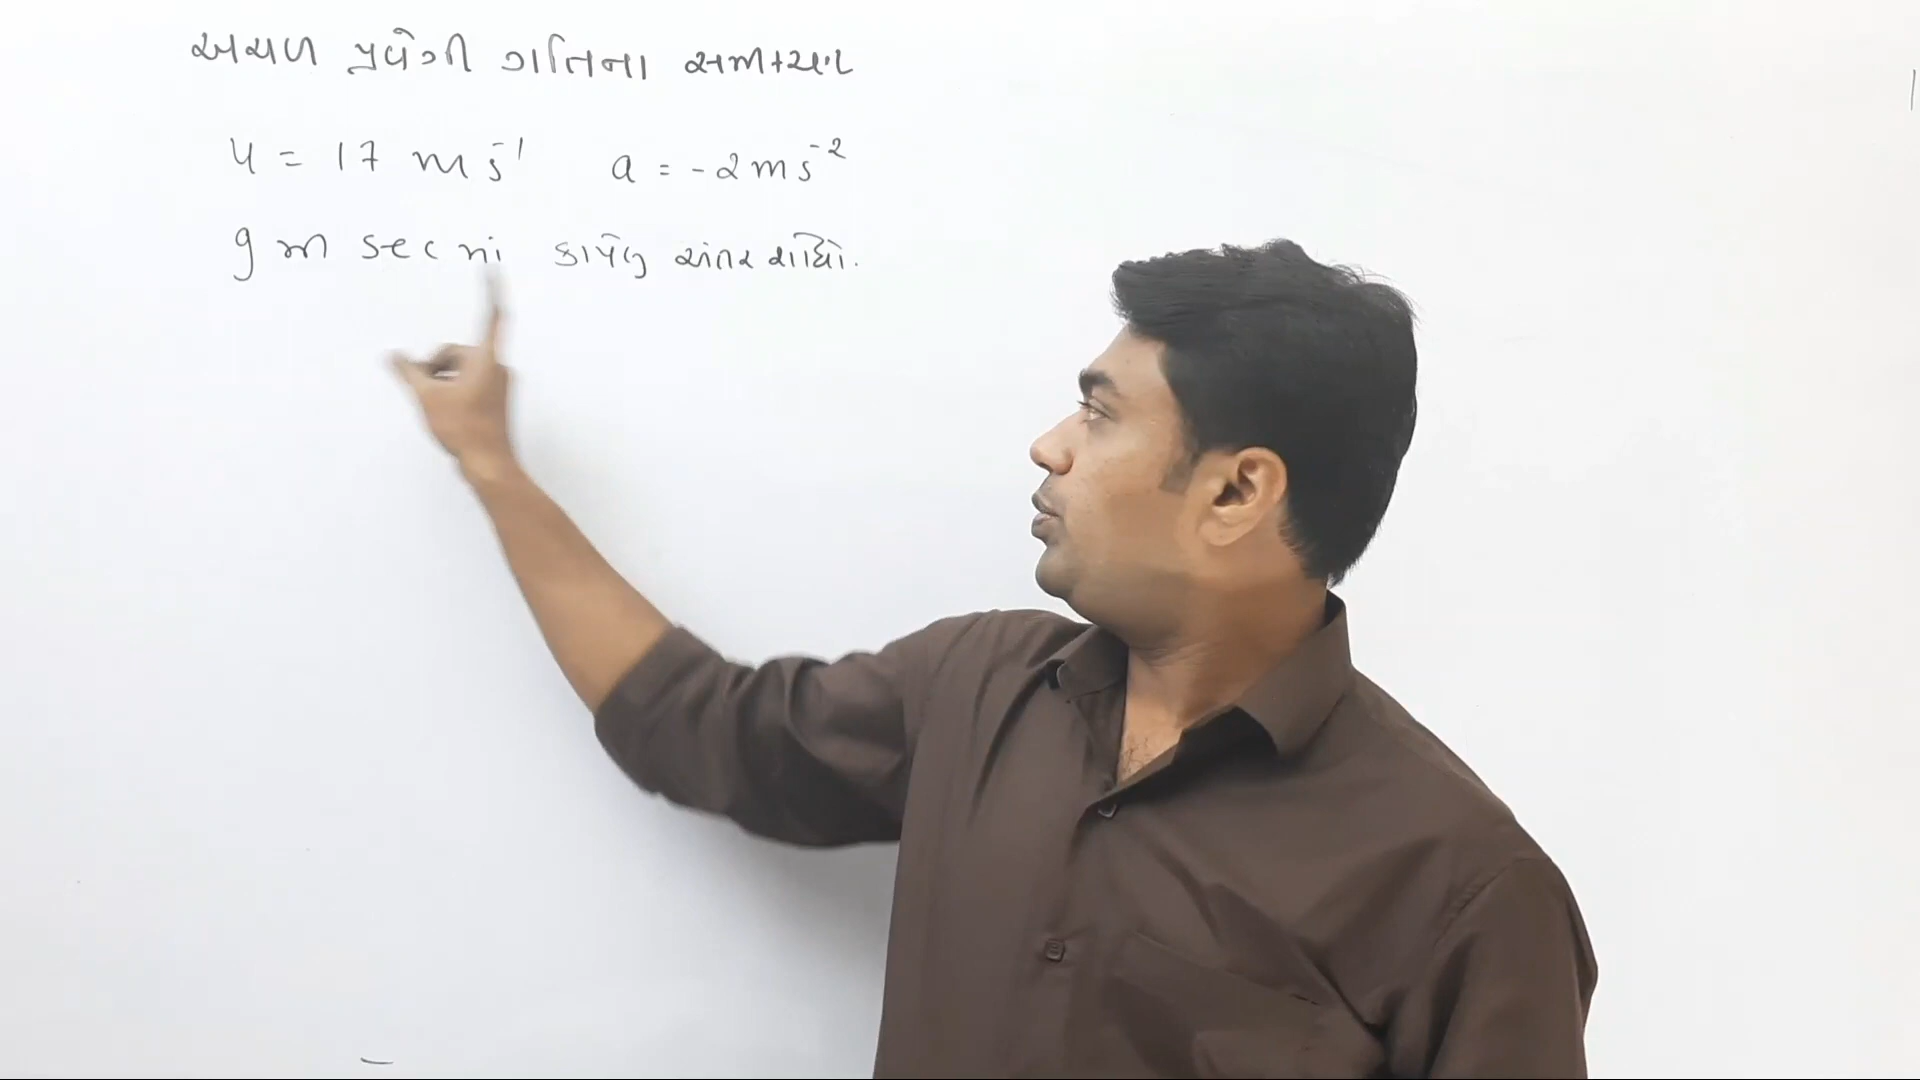 અચળ પ્રવેગી ગતિના સમીકરણ
u = 17 m s⁻¹ a = -2 m s⁻²
9 મી sec માં કાપેલું અંતર શોધો.